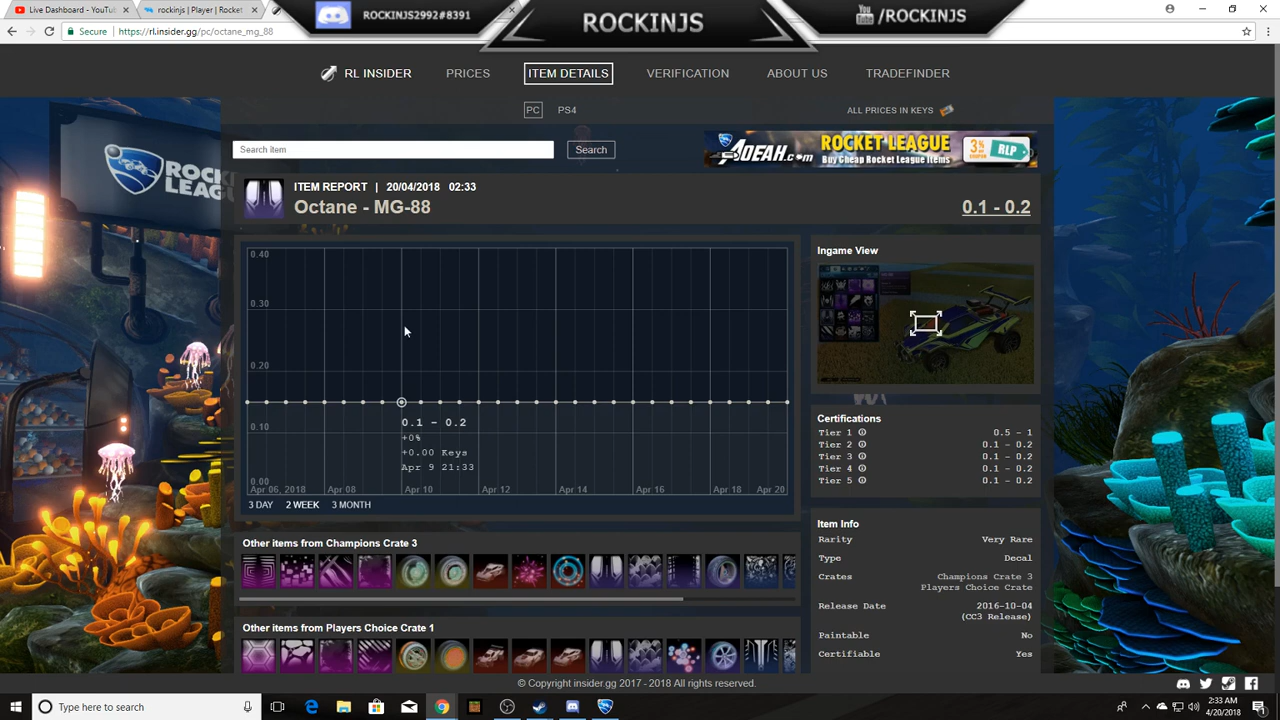 Live Dashboard - YouTu
rockinjs | Player | Rocket
ROCKINJS2992#8391
ROCKINJS
You Tube /ROCKINJS
Secure | https://rl.insider.gg/pc/octane_mg_88
RL INSIDER PRICES ITEM DETAILS VERIFICATION ABOUT US TRADEFINDER
PC PS4 ALL PRICES IN KEYS
Search item Search
AOEAH.c•m ROCKET LEAGUE Buy Cheap Rocket League Items 3% COUPON RLP
ROCK
LEAG
ITEM REPORT | 20/04/2018 02:33
Octane - MG-88 0.1 - 0.2
0.40
0.30
0.20
0.10
0.00
0.1 - 0.2
+0%
+0.00 Keys
Apr 9 21:33
Apr 06, 2018 Apr 08 Apr 10 Apr 12 Apr 14 Apr 16 Apr 18 Apr 20
3 DAY 2 WEEK 3 MONTH
Ingame View
Certifications
Tier 1 0.5 - 1
Tier 2 0.1 - 0.2
Tier 3 0.1 - 0.2
Tier 4 0.1 - 0.2
Tier 5 0.1 - 0.2
Item Info
Rarity Very Rare
Type Decal
Crates Champions Crate 3
Players Choice Crate
Release Date 2016-10-04
(CC3 Release)
Paintable No
Certifiable Yes
Other items from Champions Crate 3
Other items from Players Choice Crate 1
© Copyright insider.gg 2017 - 2018 All rights reserved.
Type here to search
2:33 AM
4/20/2018